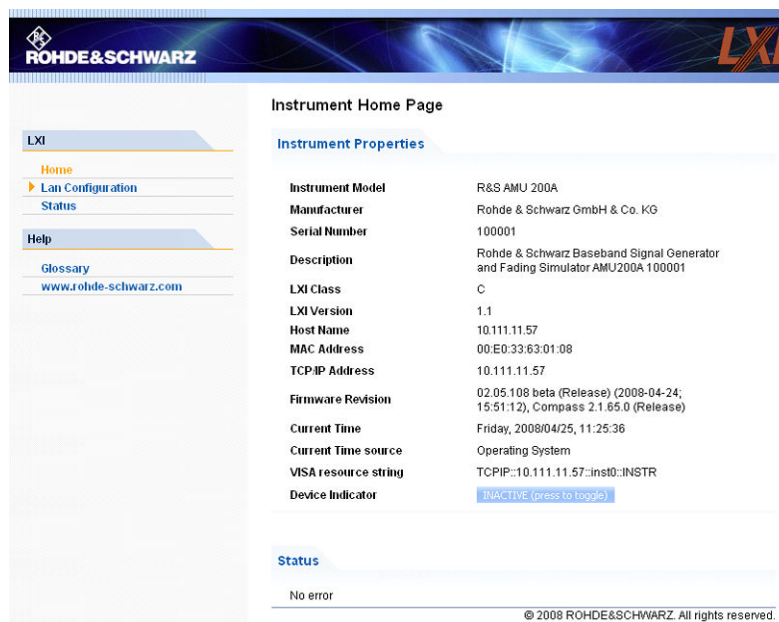 ROHDE&SCHWARZ
LXI
Instrument Home Page
LXI
Home
Lan Configuration
Status
Help
Glossary
www.rohde-schwarz.com
Instrument Properties
Instrument Model R&S AMU 200A
Manufacturer Rohde & Schwarz GmbH & Co. KG
Serial Number 100001
Description Rohde & Schwarz Baseband Signal Generator
and Fading Simulator AMU200A 100001
LXI Class C
LXI Version 1.1
Host Name 10.111.11.57
MAC Address 00:E0:33:63:01:08
TCP/IP Address 10.111.11.57
Firmware Revision 02.05.108 beta (Release) (2008-04-24;
15:51:12), Compass 2.1.65.0 (Release)
Current Time Friday, 2008/04/25, 11:25:36
Current Time source Operating System
VISA resource string TCPIP::10.111.11.57::inst0::INSTR
Device Indicator INACTIVE (press to toggle)
Status
No error
© 2008 ROHDE&SCHWARZ. All rights reserved.